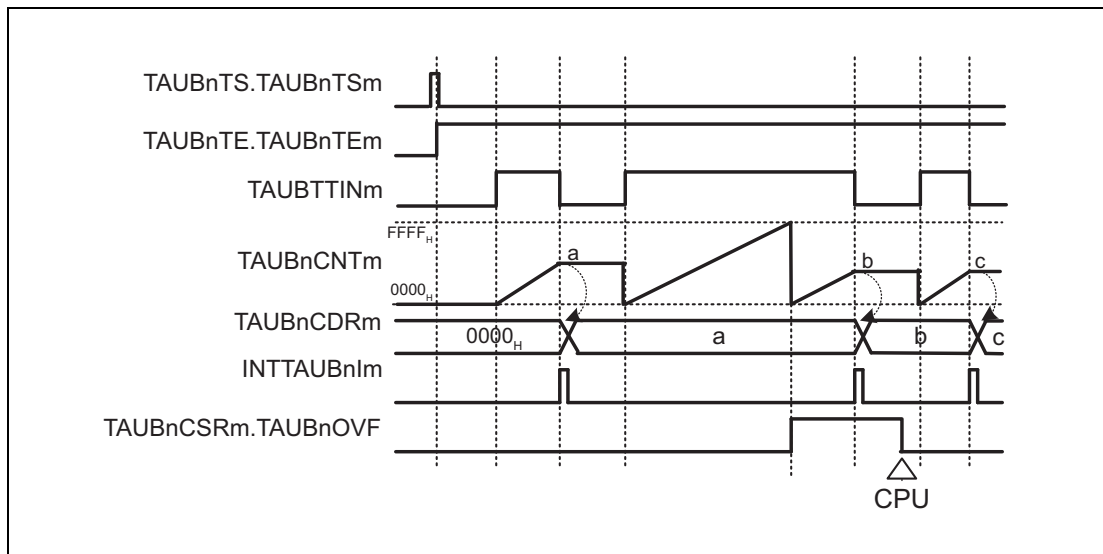 TAUBnTS.TAUBnTSm
TAUBnTE.TAUBnTEm
TAUBTTINm
FFFFH
TAUBnCNTm
a
b
c
0000H
TAUBnCDRm
0000H
a
b
c
INTTAUBnIm
TAUBnCSRm.TAUBnOVF
CPU